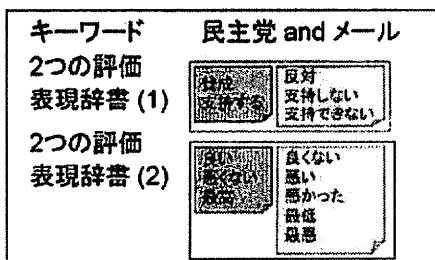 キーワード 民主党 and メール
2つの評価
表現辞書 (1)
賛成
支持する
反対
支持しない
支持できない
2つの評価
表現辞書 (2)
良い
悪くない
最高
良くない
悪い
悪かった
最低
最悪